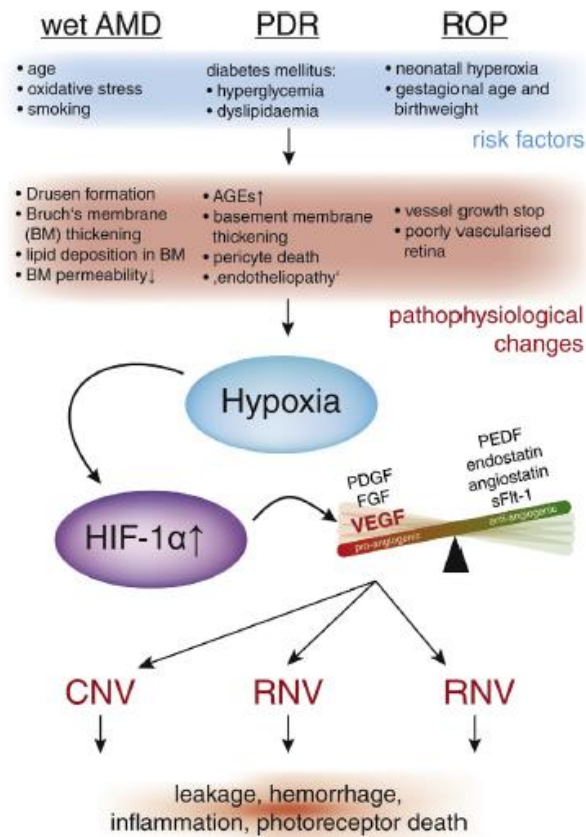 wet AMD
PDR
ROP
• age
• oxidative stress
• smoking
diabetes mellitus:
• hyperglycemia
• dyslipidaemia
• neonatal hyperoxia
• gestagional age and
birthweight
risk factors
• Drusen formation
• Bruch's membrane
(BM) thickening
• lipid deposition in BM
• BM permeability↓
• AGEs↑
• basement membrane
thickening
• pericyte death
• ‚endotheliopathy‘
• vessel growth stop
• poorly vascularised
retina
pathophysiological
changes
Hypoxia
HIF-1α↑
PDGF
FGF
VEGF
pro-angiogenic
PEDF
endostatin
angiostatin
sFlt-1
anti-angiogenic
CNV
RNV
RNV
leakage, hemorrhage,
inflammation, photoreceptor death